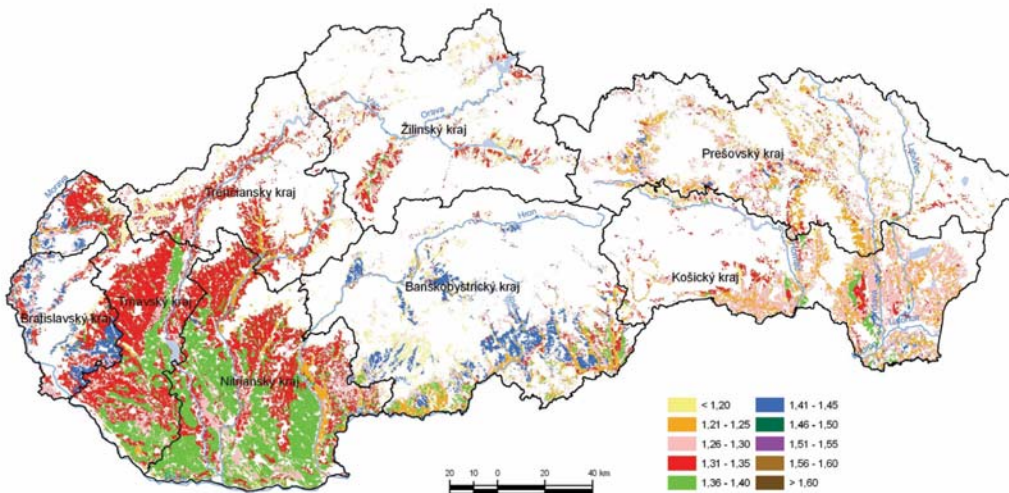 Orava
Žilinský kraj
Prešovský kraj
Morava
Trenčiansky kraj
Hron
Košický kraj
Banskobystrický kraj
Trnavský kraj
Bratislavský kraj
Nitriansky kraj
< 1,20
1,21 - 1,25
1,26 - 1,30
1,31 - 1,35
1,36 - 1,40
1,41 - 1,45
1,46 - 1,50
1,51 - 1,55
1,56 - 1,60
> 1,60
20 10 0 20 40 km